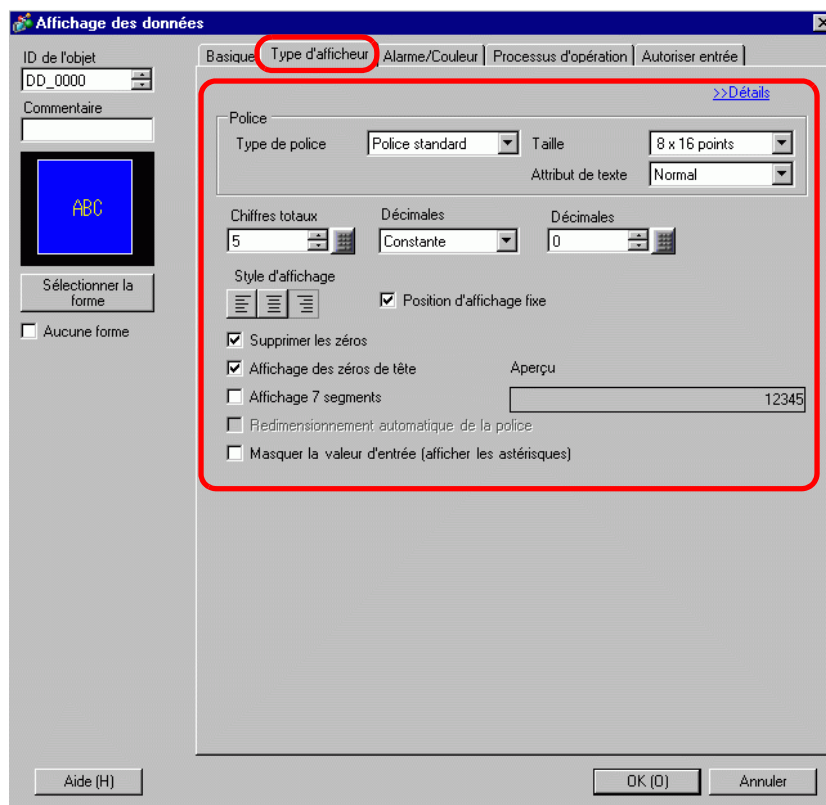 Affichage des données
ID de l'objet
DD_0000
Commentaire
ABC
Sélectionner la
forme
Aucune forme
Basique Type d'afficheur Alarme/Couleur Processus d'opération Autoriser entrée
>>Détails
Police
Type de police Police standard Taille 8 x 16 points
Attribut de texte Normal
Chiffres totaux Décimales Décimales
5 Constante 0
Style d'affichage
Position d'affichage fixe
Supprimer les zéros
Affichage des zéros de tête Aperçu
Affichage 7 segments 12345
Redimensionnement automatique de la police
Masquer la valeur d'entrée (afficher les astérisques)
Aide (H) OK (O) Annuler